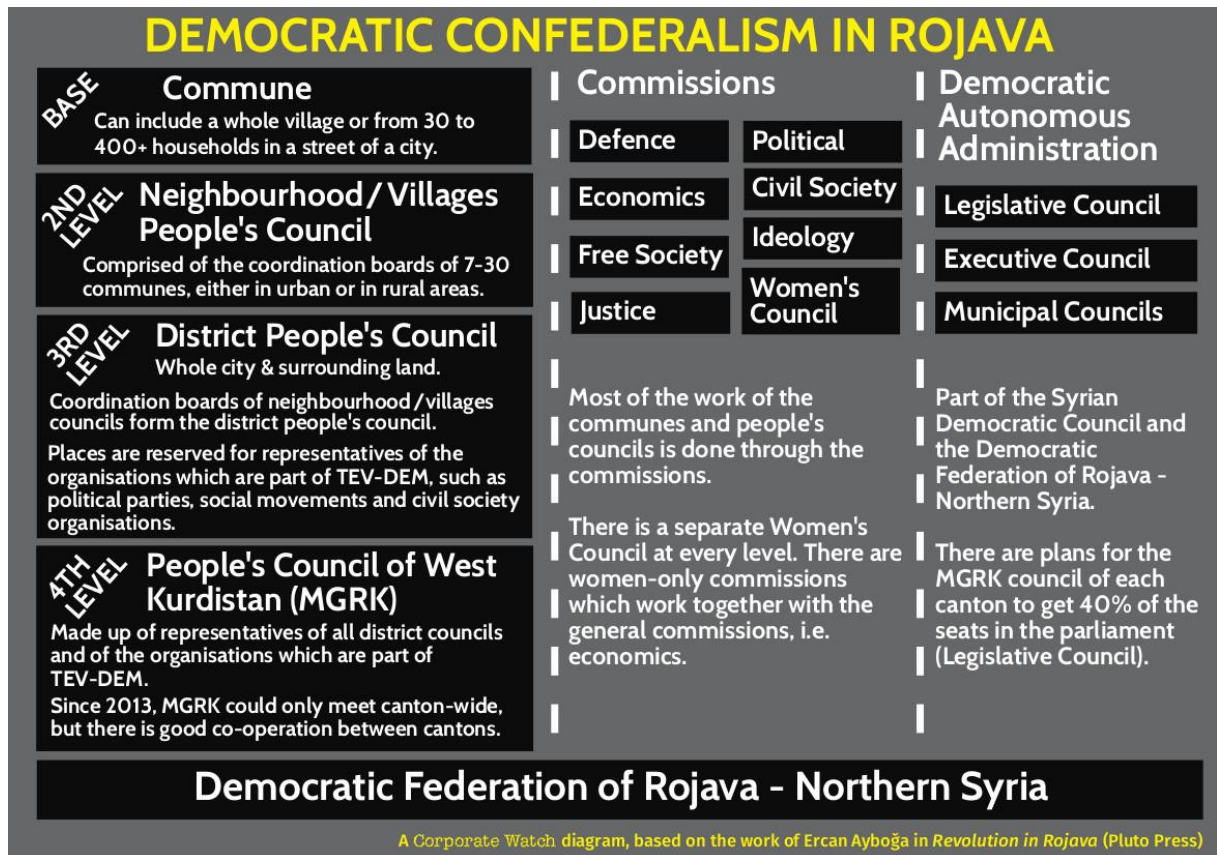 DEMOCRATIC CONFEDERALISM IN ROJAVA
BASE
Commune
Can include a whole village or from 30 to
400+ households in a street of a city.
2ND
LEVEL
Neighbourhood/Villages
People's Council
Comprised of the coordination boards of 7-30
communes, either in urban or in rural areas.
3RD
LEVEL
District People's Council
Whole city & surrounding land.
Coordination boards of neighbourhood/villages
councils form the district people's council.
Places are reserved for representatives of the
organisations which are part of TEV-DEM, such as
political parties, social movements and civil society
organisations.
4TH
LEVEL
People's Council of West
Kurdistan (MGRK)
Made up of representatives of all district councils
and of the organisations which are part of
TEV-DEM.
Since 2013, MGRK could only meet canton-wide,
but there is good co-operation between cantons.
Commissions
Defence
Economics
Free Society
Justice
Political
Civil Society
Ideology
Women's
Council
Most of the work of the
communes and people's
councils is done through the
commissions.
There is a separate Women's
Council at every level. There are
women-only commissions
which work together with the
general commissions, i.e.
economics.
Democratic
Autonomous
Administration
Legislative Council
Executive Council
Municipal Councils
Part of the Syrian
Democratic Council and
the Democratic
Federation of Rojava -
Northern Syria.
There are plans for the
MGRK council of each
canton to get 40% of the
seats in the parliament
(Legislative Council).
Democratic Federation of Rojava - Northern Syria
A Corporate Watch diagram, based on the work of Ercan Ayboğa in Revolution in Rojava (Pluto Press)